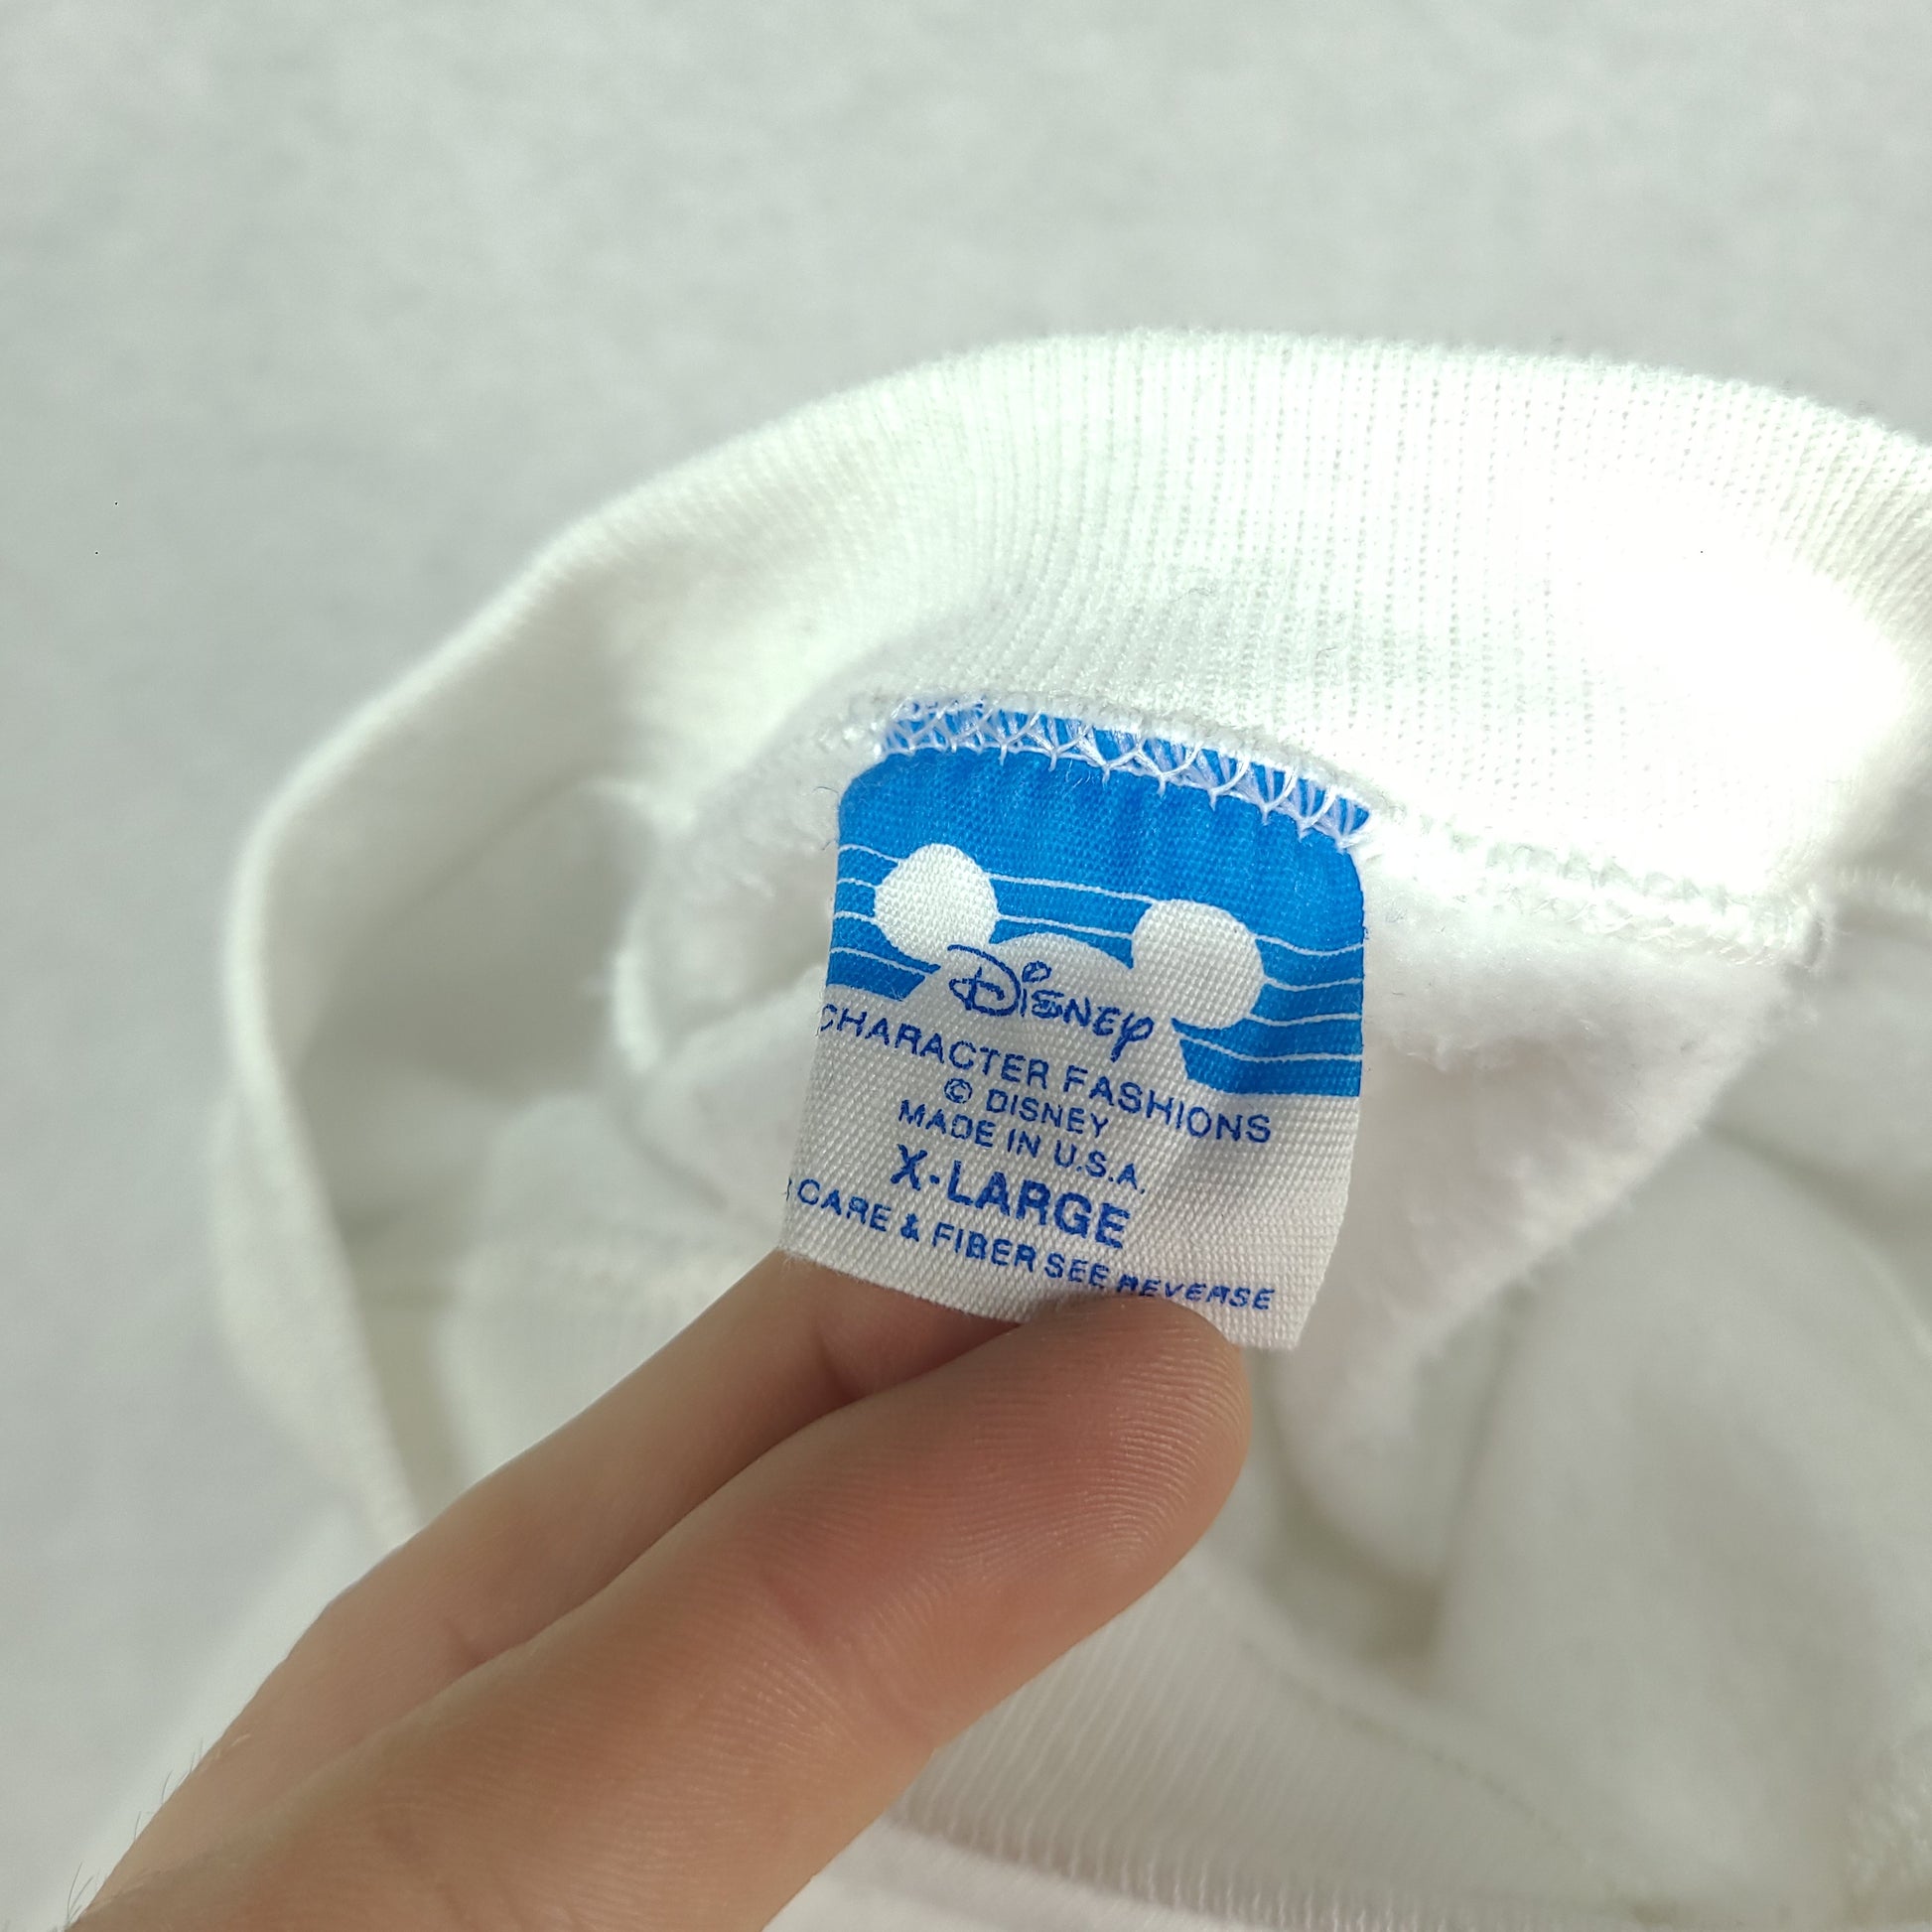 Disney
CHARACTER FASHIONS
© DISNEY
MADE IN U.S.A.
X-LARGE
CARE & FIBER SEE REVERSE